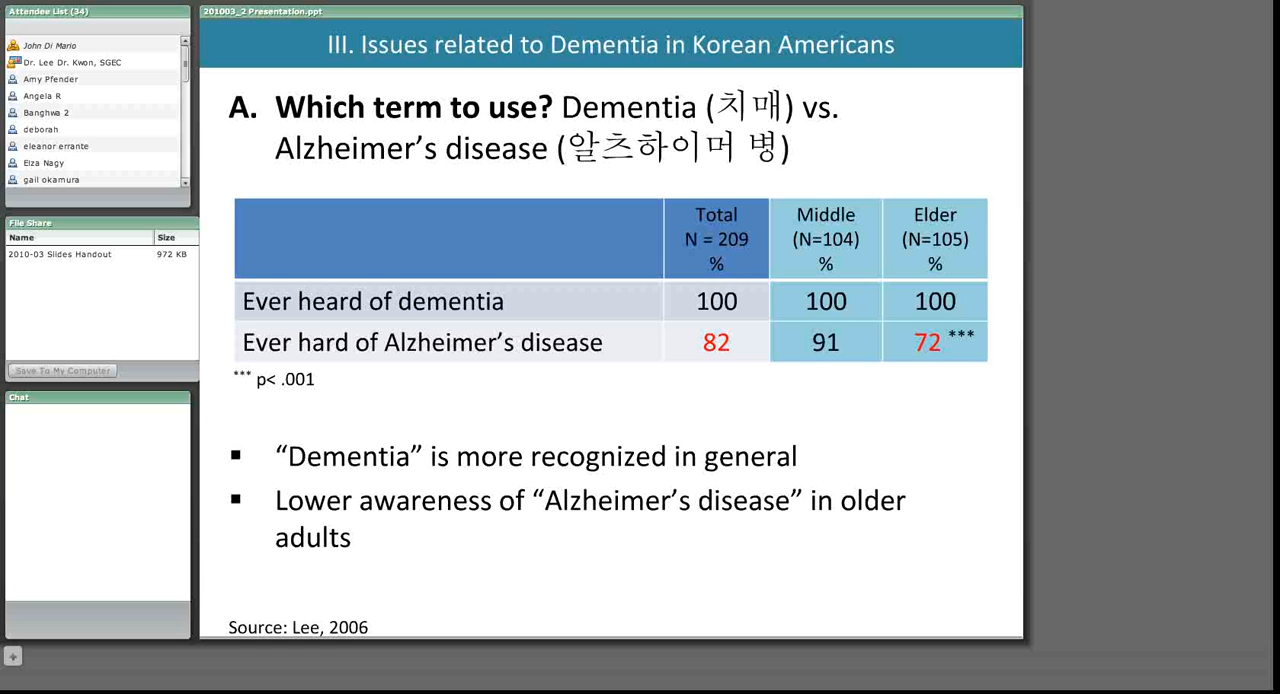 Attendee List (34)
John Di Mario
Dr. Lee Dr. Kwon, SGEC
Amy Pfender
Angela R
Banghwa 2
deborah
eleanor errante
Elza Nagy
gail okamura
File Share
Name Size
2010-03 Slides Handout 972 KB
Save To My Computer
Chat
201003_2 Presentation.ppt
III. Issues related to Dementia in Korean Americans
A. Which term to use? Dementia (치매) vs.
Alzheimer’s disease (알츠하이머 병)
Total Middle Elder
N = 209 (N=104) (N=105)
% % %
Ever heard of dementia 100 100 100
Ever hard of Alzheimer’s disease 82 91 72 ***
*** p< .001
▪ “Dementia” is more recognized in general
▪ Lower awareness of “Alzheimer’s disease” in older
adults
Source: Lee, 2006